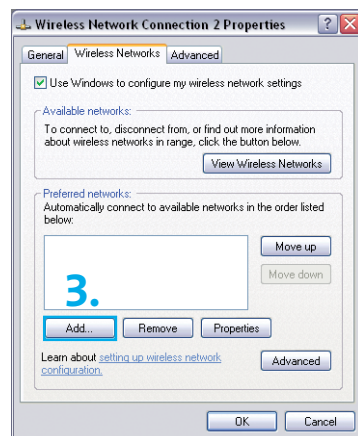 Wireless Network Connection 2 Properties
General Wireless Networks Advanced
Use Windows to configure my wireless network settings
Available networks:
To connect to, disconnect from, or find out more information
about wireless networks in range, click the button below.
View Wireless Networks
Preferred networks:
Automatically connect to available networks in the order listed
below:
Move up
Move down
3.
Add... Remove Properties
Learn about setting up wireless network
configuration.
Advanced
OK Cancel